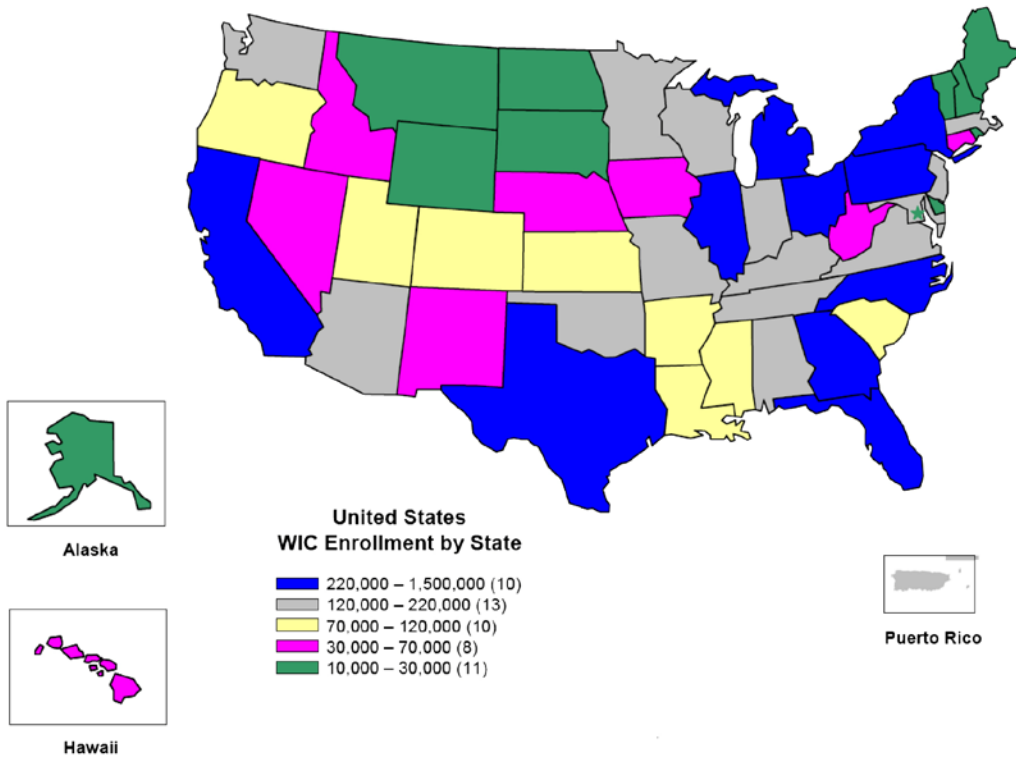 Alaska
Hawaii
United States
WIC Enrollment by State
220,000 – 1,500,000 (10)
120,000 – 220,000 (13)
70,000 – 120,000 (10)
30,000 – 70,000 (8)
10,000 – 30,000 (11)
Puerto Rico